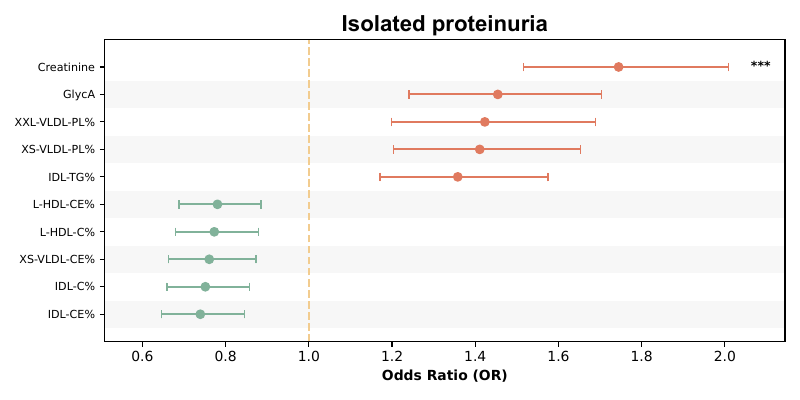 Isolated proteinuria
Creatinine
***
GlycA
XXL-VLDL-PL%
XS-VLDL-PL%
IDL-TG%
L-HDL-CE%
L-HDL-C%
XS-VLDL-CE%
IDL-C%
IDL-CE%
0.6 0.8 1.0 1.2 1.4 1.6 1.8 2.0
Odds Ratio (OR)